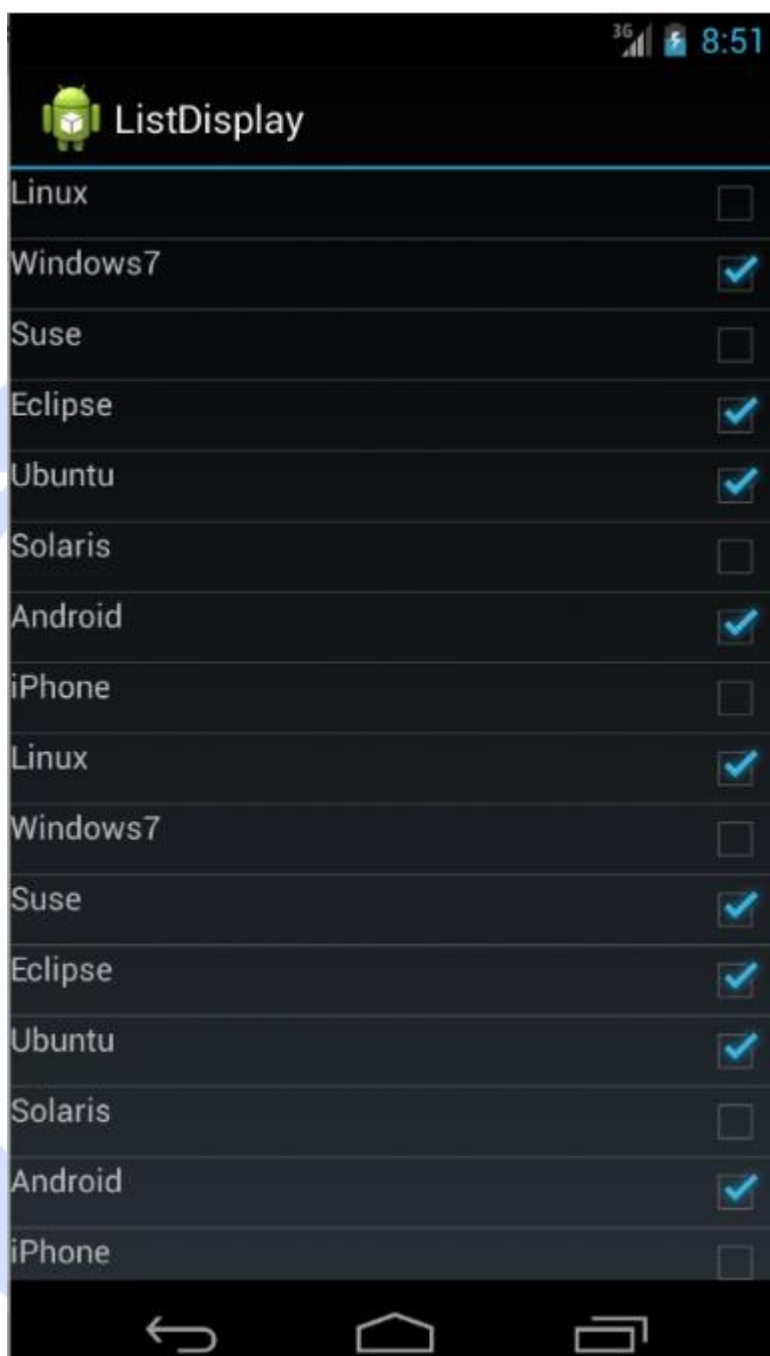 3G 8:51
ListDisplay
Linux
Windows7
Suse
Eclipse
Ubuntu
Solaris
Android
iPhone
Linux
Windows7
Suse
Eclipse
Ubuntu
Solaris
Android
iPhone